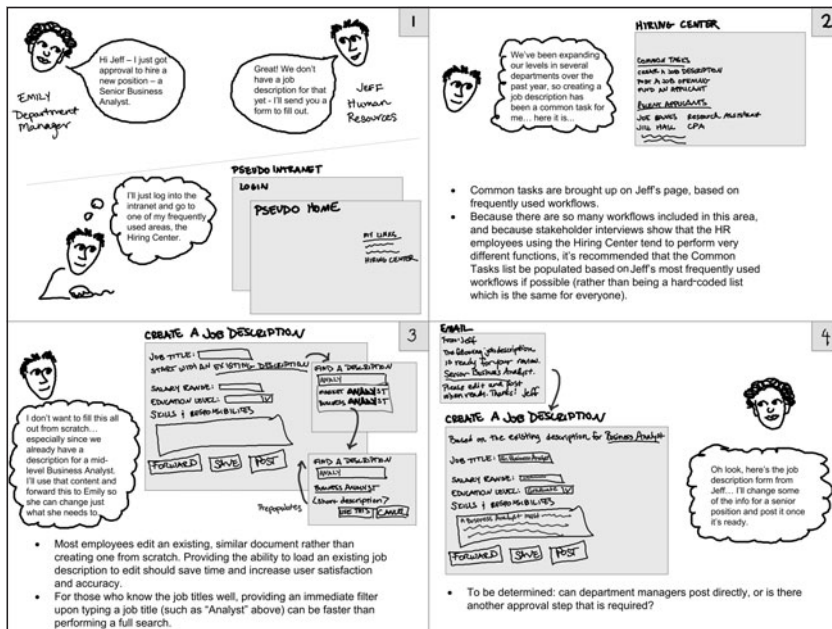 1
Hi Jeff – I just got
approval to hire a
new position – a
Senior Business
Analyst.
EMILY
Department
Manager
Great! We don't
have a job
description for
that yet - I'll send you a
form to fill out.
JEFF
Human
Resources
I'll just log into the
intranet and go to
one of my frequently
used areas, the
Hiring Center.
PSEUDO INTRANET
LOGIN
PSEUDO HOME
MY LINKS
HIRING CENTER
2
We've been expanding
our levels in several
departments over the
past year, so creating
a job description has
been a common task
for me... here it is...
HIRING CENTER
COMMON TASKS
CREATE A JOB DESCRIPTION
POST A JOB OPENING
FIND AN APPLICANT
RECENT APPLICANTS
JOE BANKS Research Assistant
JILL HALL CPA
• Common tasks are brought up on Jeff's page, based on
frequently used workflows.
• Because there are so many workflows included in this area,
and because stakeholder interviews show that the HR
employees using the Hiring Center tend to perform very
different functions, it's recommended that the Common
Tasks list be populated based on Jeff's most frequently used
workflows if possible (rather than being a hard-coded list
which is the same for everyone).
3
I don't want to fill this all
out from scratch...
especially since we
already have a
description for a mid-
level Business Analyst.
I'll use that content and
forward this to Emily so
she can change just
what she needs to.
CREATE A JOB DESCRIPTION
JOB TITLE:
START WITH AN EXISTING DESCRIPTION
SALARY RANGE:
EDUCATION LEVEL:
SKILLS & RESPONSIBILITES
FORWARD SAVE POST
FIND A DESCRIPTION
ANALY
MARKET ANALYST
BUSINESS ANALYST
FIND A DESCRIPTION
ANALY
BUSINESS ANALYST
(short description?
USE THIS CANCEL
Prepopulates
• Most employees edit an existing, similar document rather than
creating one from scratch. Providing the ability to load an existing job
description to edit should save time and increase user satisfaction
and accuracy.
• For those who know the job titles well, providing an immediate filter
upon typing a job title (such as "Analyst" above) can be faster than
performing a full search.
4
EMAIL
From: Jeff
The following job description
is ready for your review.
Senior Business Analyst.
Please edit and post
when ready. Thanks! Jeff
CREATE A JOB DESCRIPTION
Based on the existing description for Business Analyst
JOB TITLE: Sr. Business Analyst
SALARY RANGE:
EDUCATION LEVEL: Graduate
SKILLS & RESPONSIBILITIES
A Business Analyst must
FORWARD SAVE POST
Oh look, here's the job
description form from
Jeff... I'll change some
of the info for a senior
position and post it once
it's ready.
• To be determined: can department managers post directly, or is there
another approval step that is required?